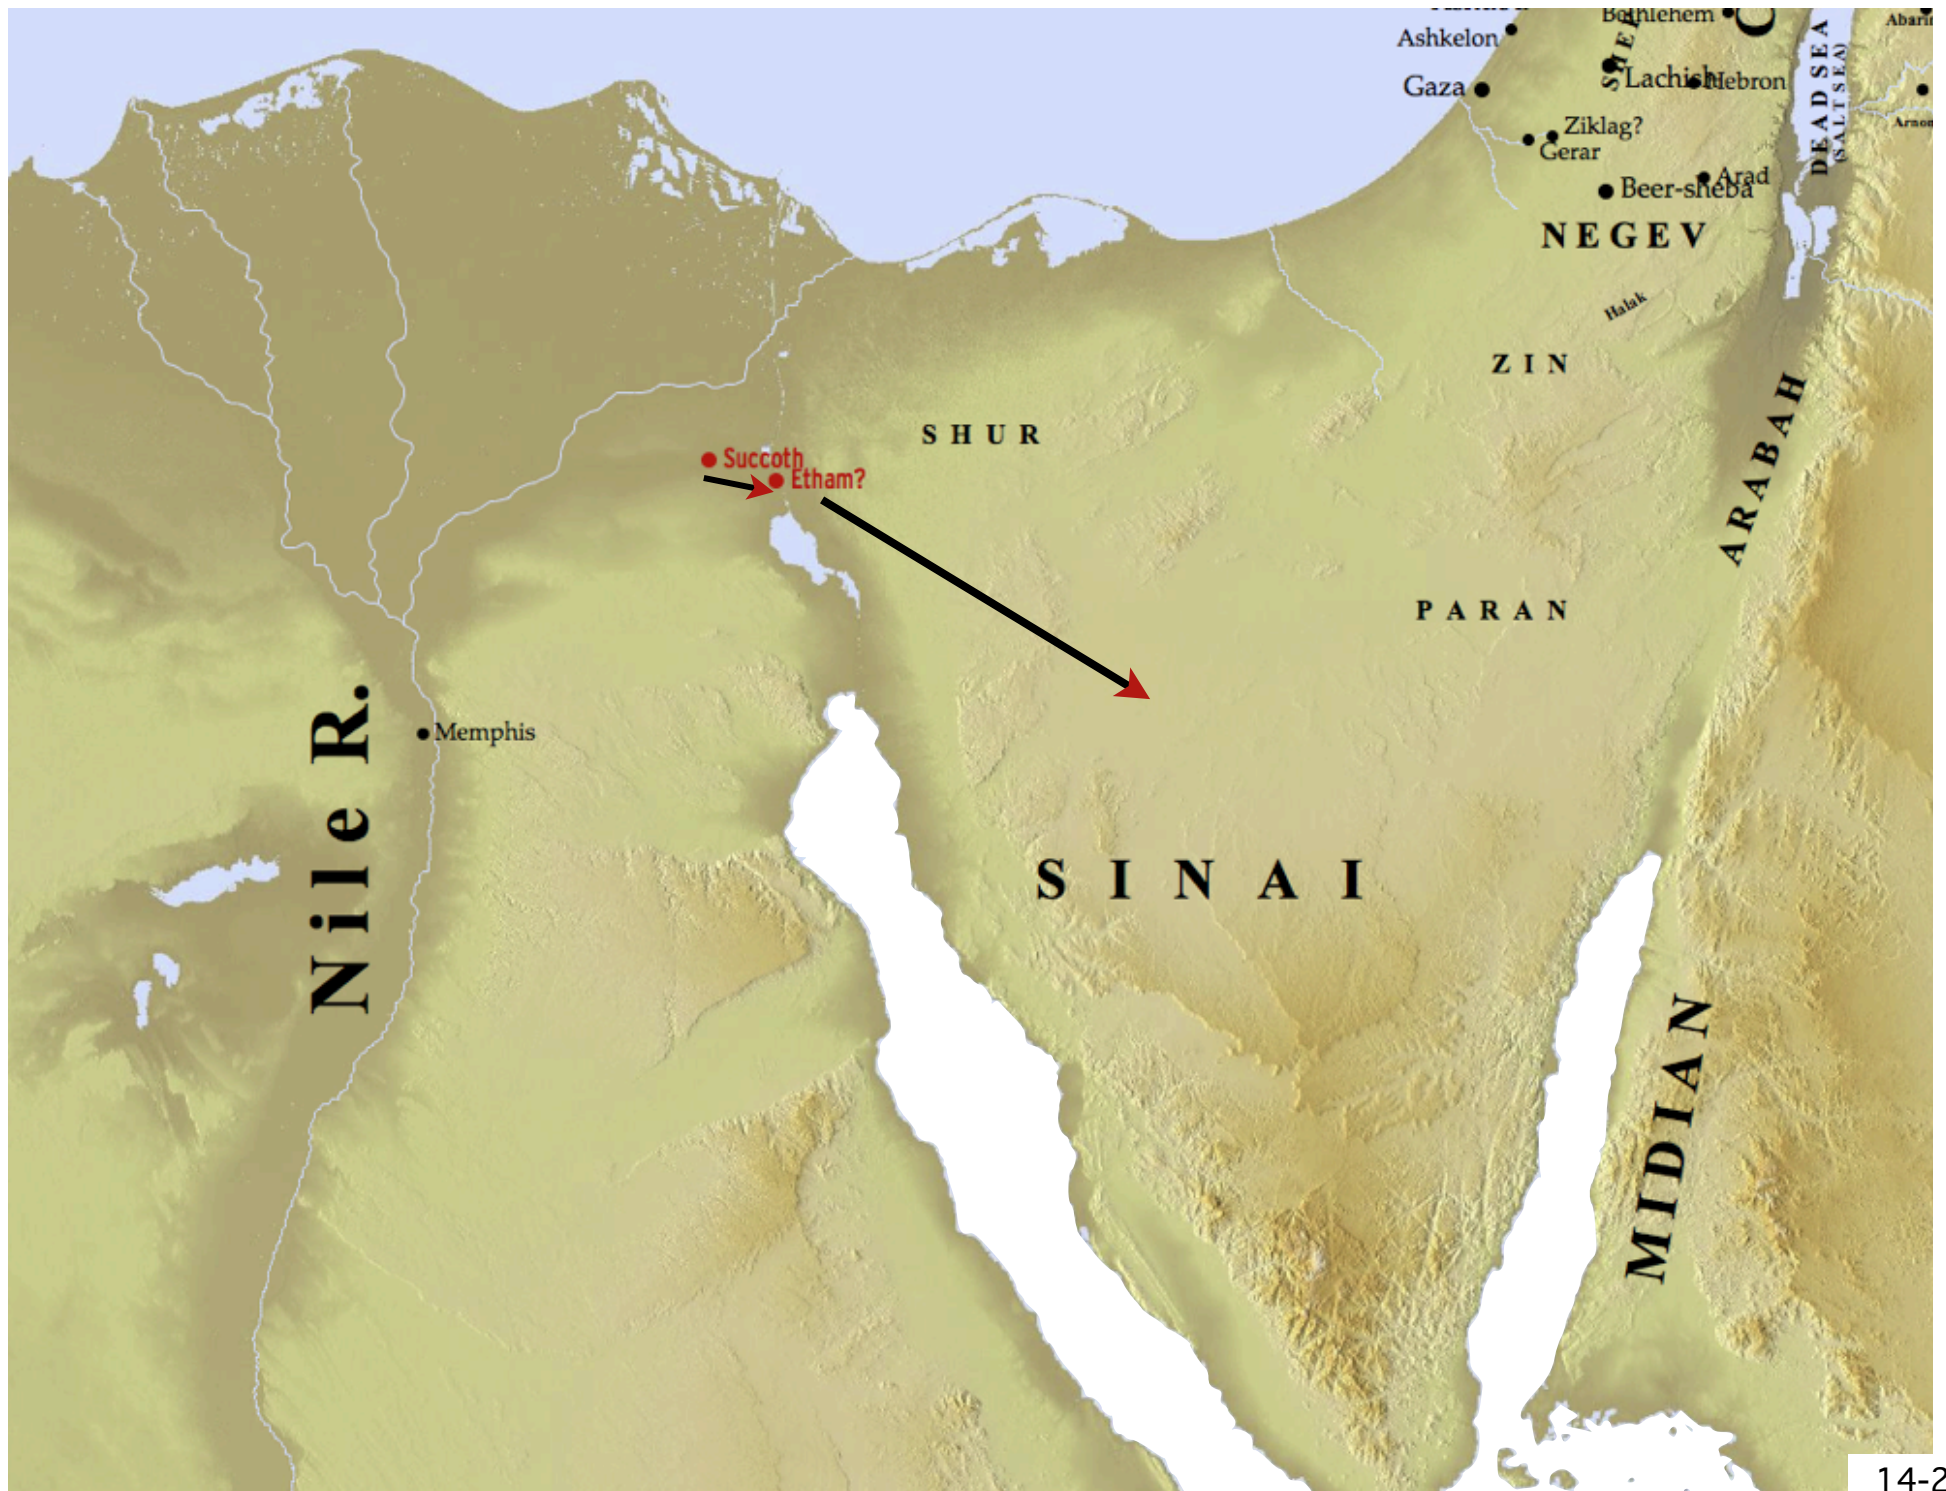 Ashkelon
Bethlehem
Gaza
Lachish
Hebron
DEAD SEA
(SALT SEA)
Ziklag?
Gerar
Arad
Beer-sheba
NEGEV
Halak
ZIN
SHUR
Succoth
Etham?
ARABAH
PARAN
Nile R.
Memphis
SINAI
MIDIAN
14-2